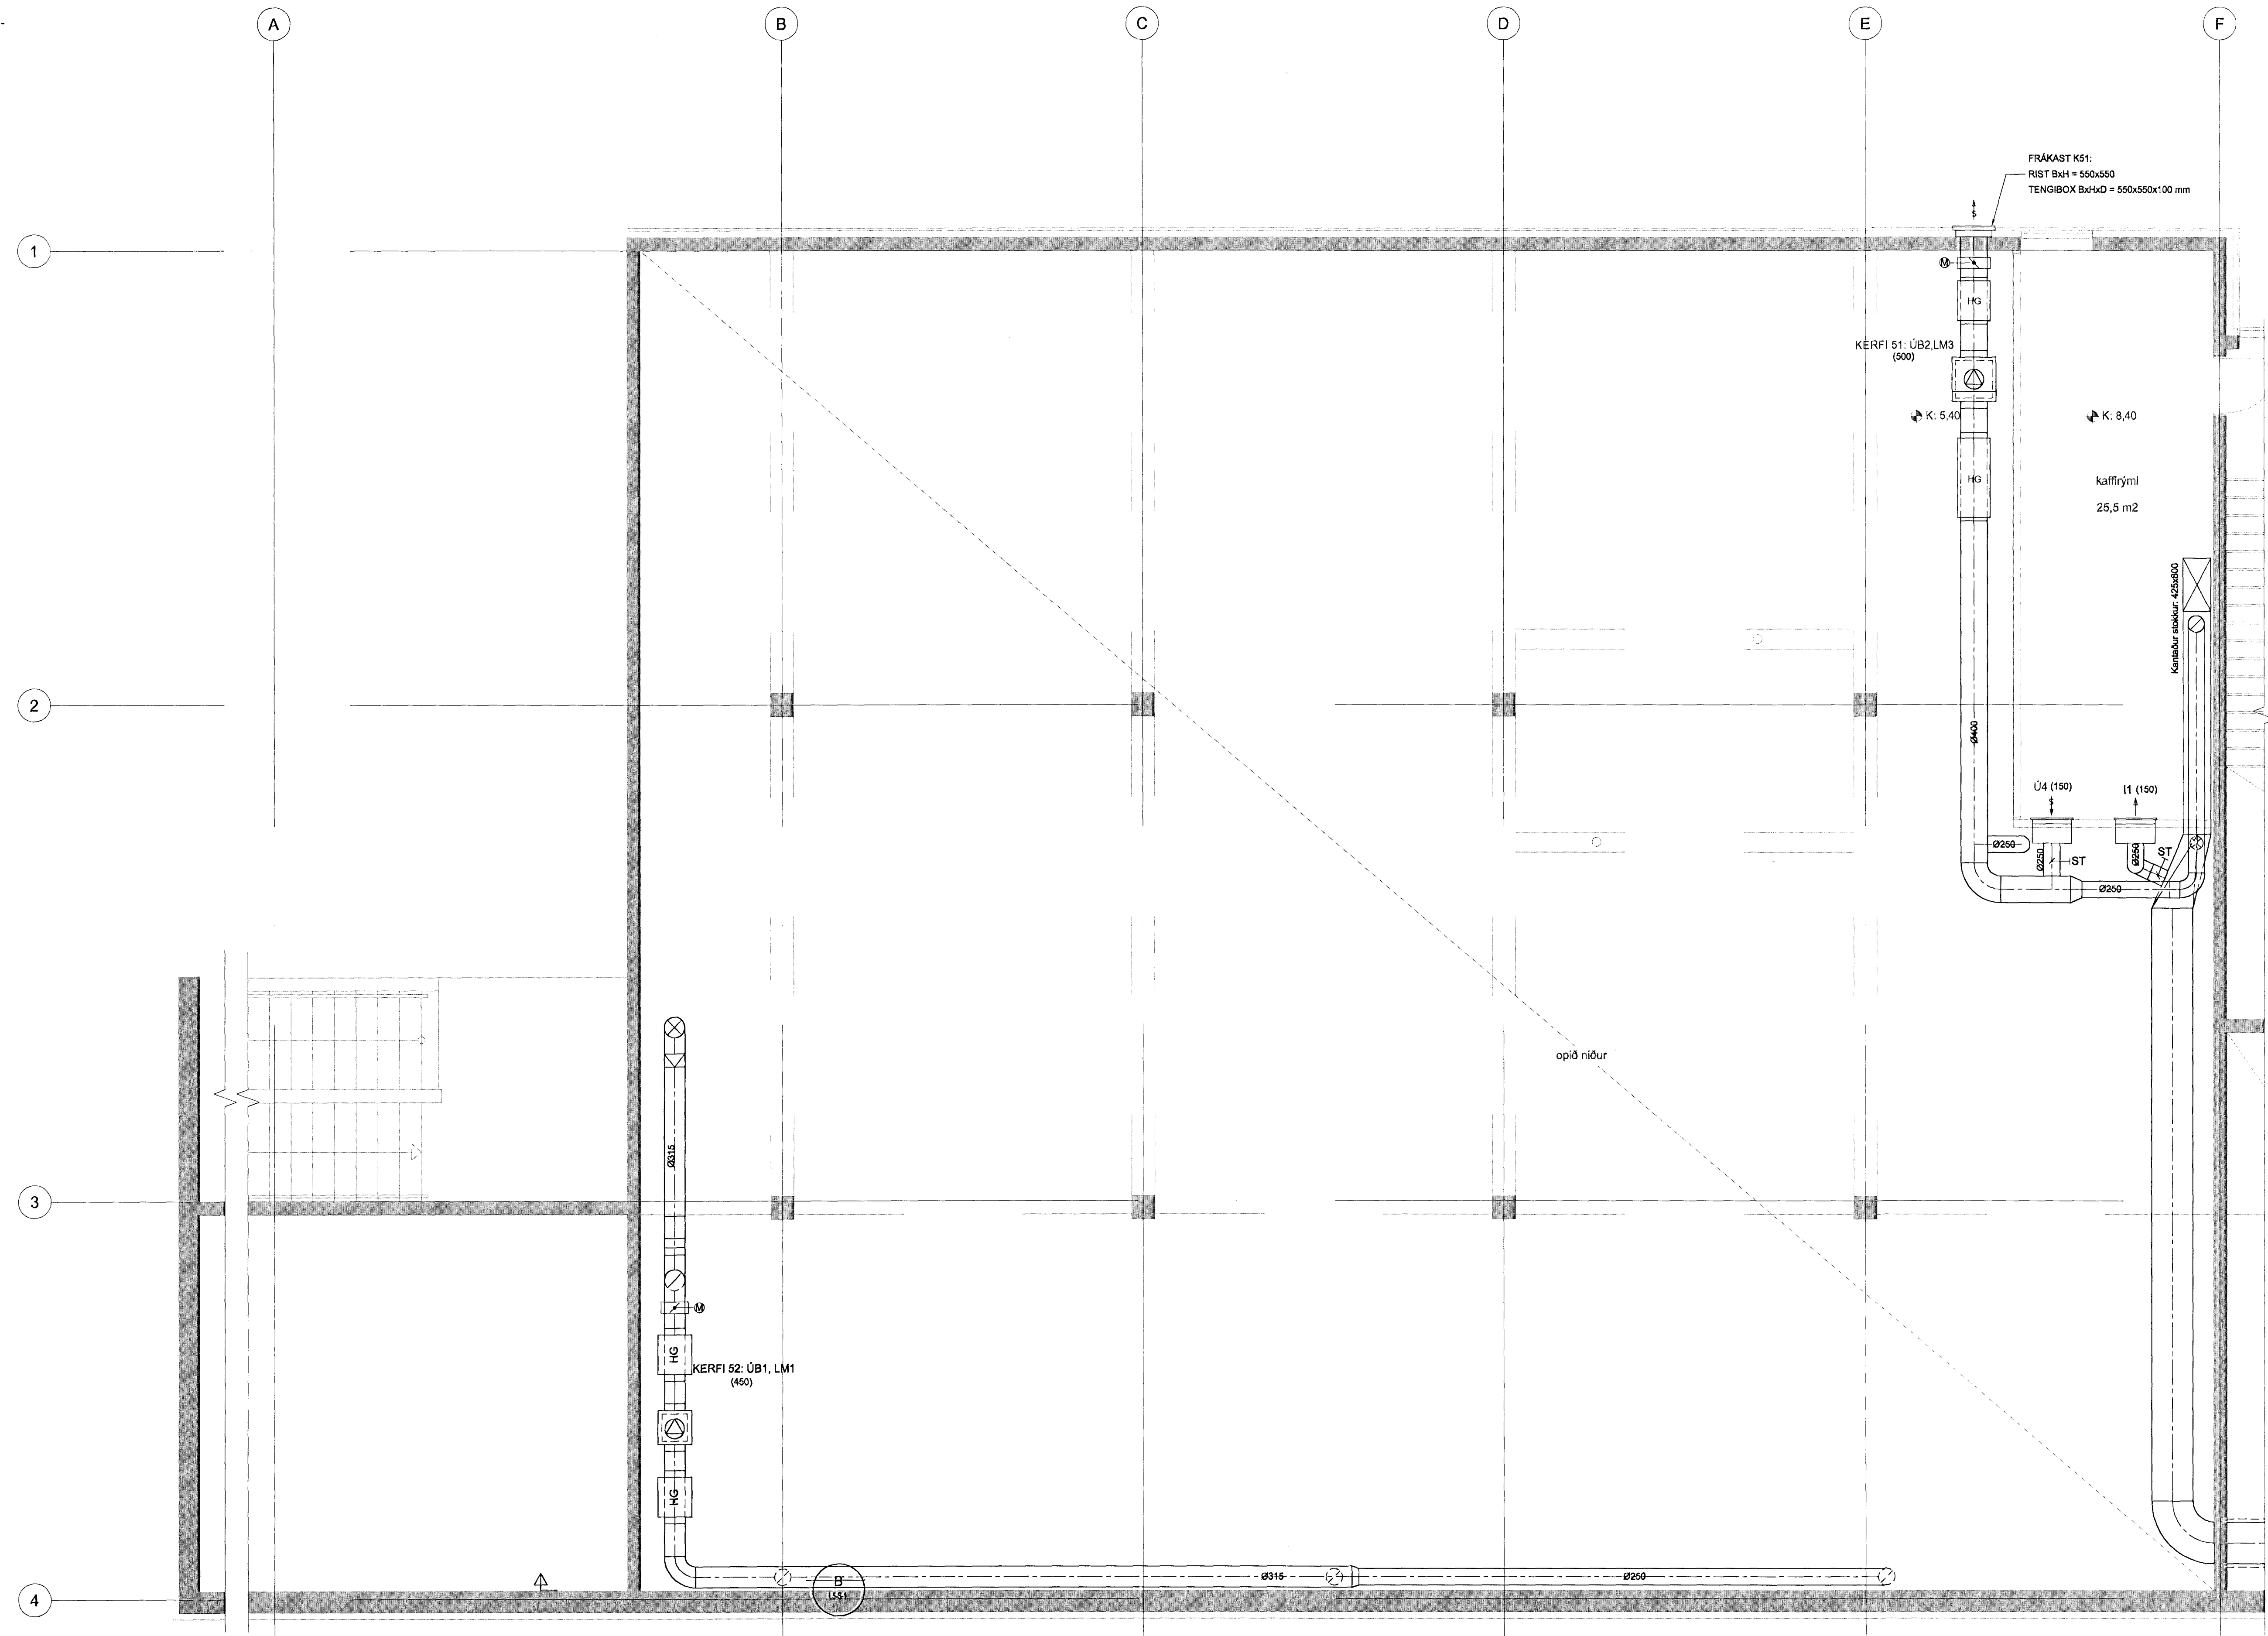 A
B
C
D
E
F
FRÁKAST K51:
RIST BxH = 550x550
TENGIBOX BxHxD = 550x550x100 mm
S
1
M
HG
KERFI 51: ÚB2,LM3
(500)
K: 5,40
K: 8,40
HG
kaffirými
25,5 m2
Kantaður stokkur: 425x600
2
Ø400
Ú4 (150)
S
I1 (150)
Ø250
Ø250
ST
Ø250
ST
Ø250
opið niður
Ø315
3
M
HG
KERFI 52: ÚB1, LM1
(450)
HG
B
Ø315
Ø250
4